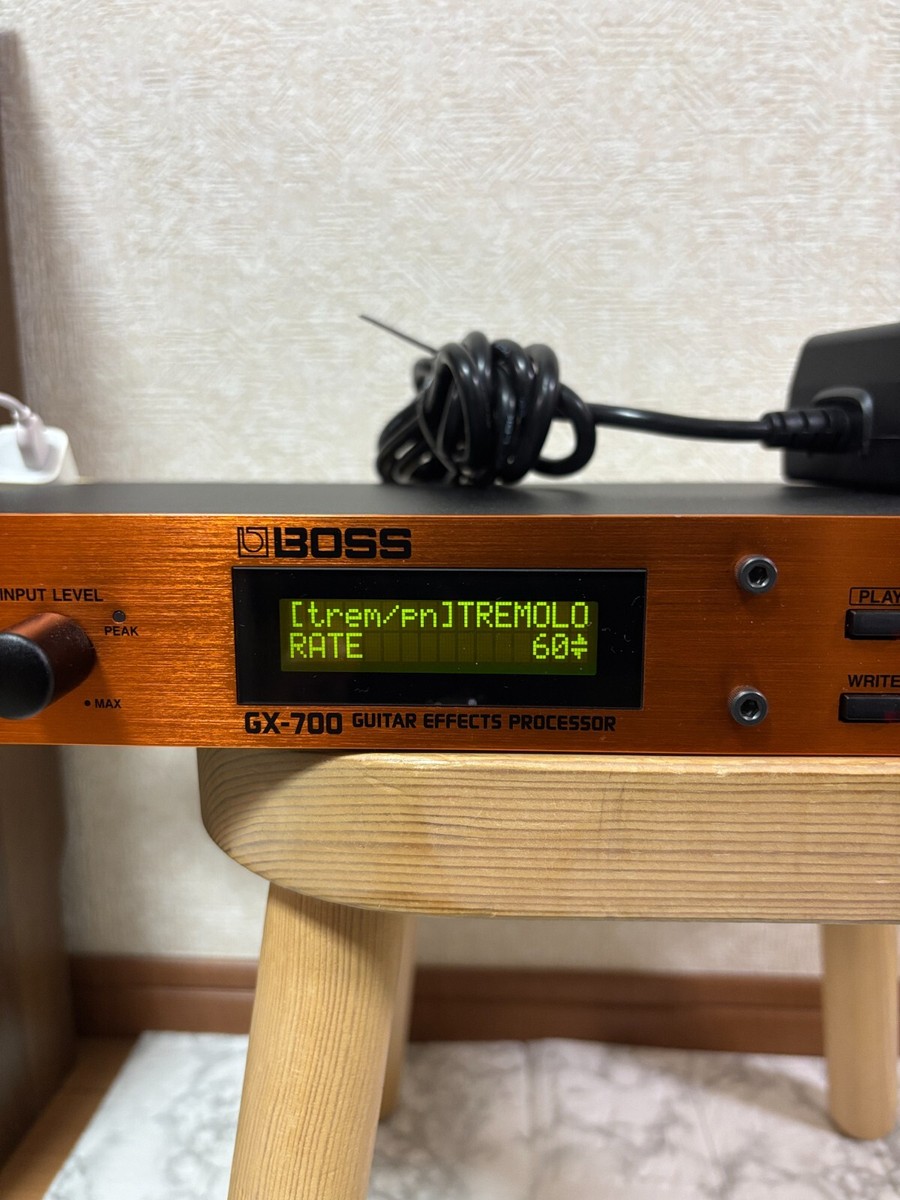 BOSS
INPUT LEVEL
PEAK
MAX
[trem/pn]TREMOLO
RATE 60
PLAY
WRITE
GX-700 GUITAR EFFECTS PROCESSOR